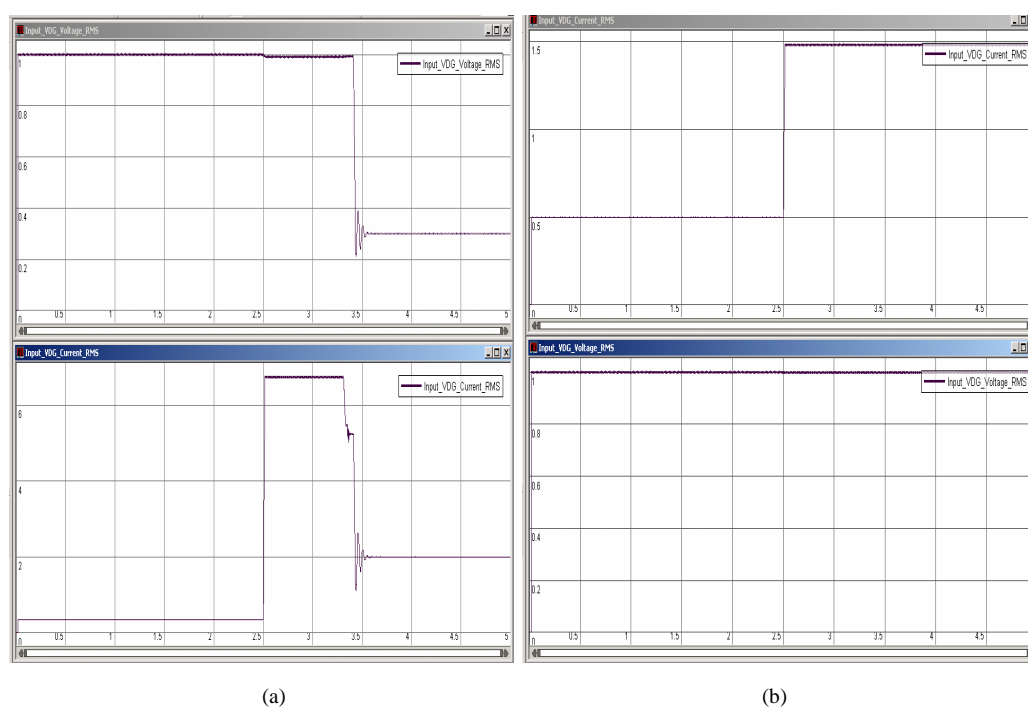 Input_VDG_Voltage_RMS
Input_VDG_Voltage_RMS
1
0.8
0.6
0.4
0.2
0
0.5 1 1.5 2 2.5 3 3.5 4 4.5 5
Input_VDG_Current_RMS
Input_VDG_Current_RMS
6
4
2
0
0.5 1 1.5 2 2.5 3 3.5 4 4.5 5
(a)
Input_VDG_Current_RMS
1.5
Input_VDG_Current_RMS
1
0.5
0
0.5 1 1.5 2 2.5 3 3.5 4 4.5
Input_VDG_Voltage_RMS
1
Input_VDG_Voltage_RMS
0.8
0.6
0.4
0.2
0
0.5 1 1.5 2 2.5 3 3.5 4 4.5
(b)